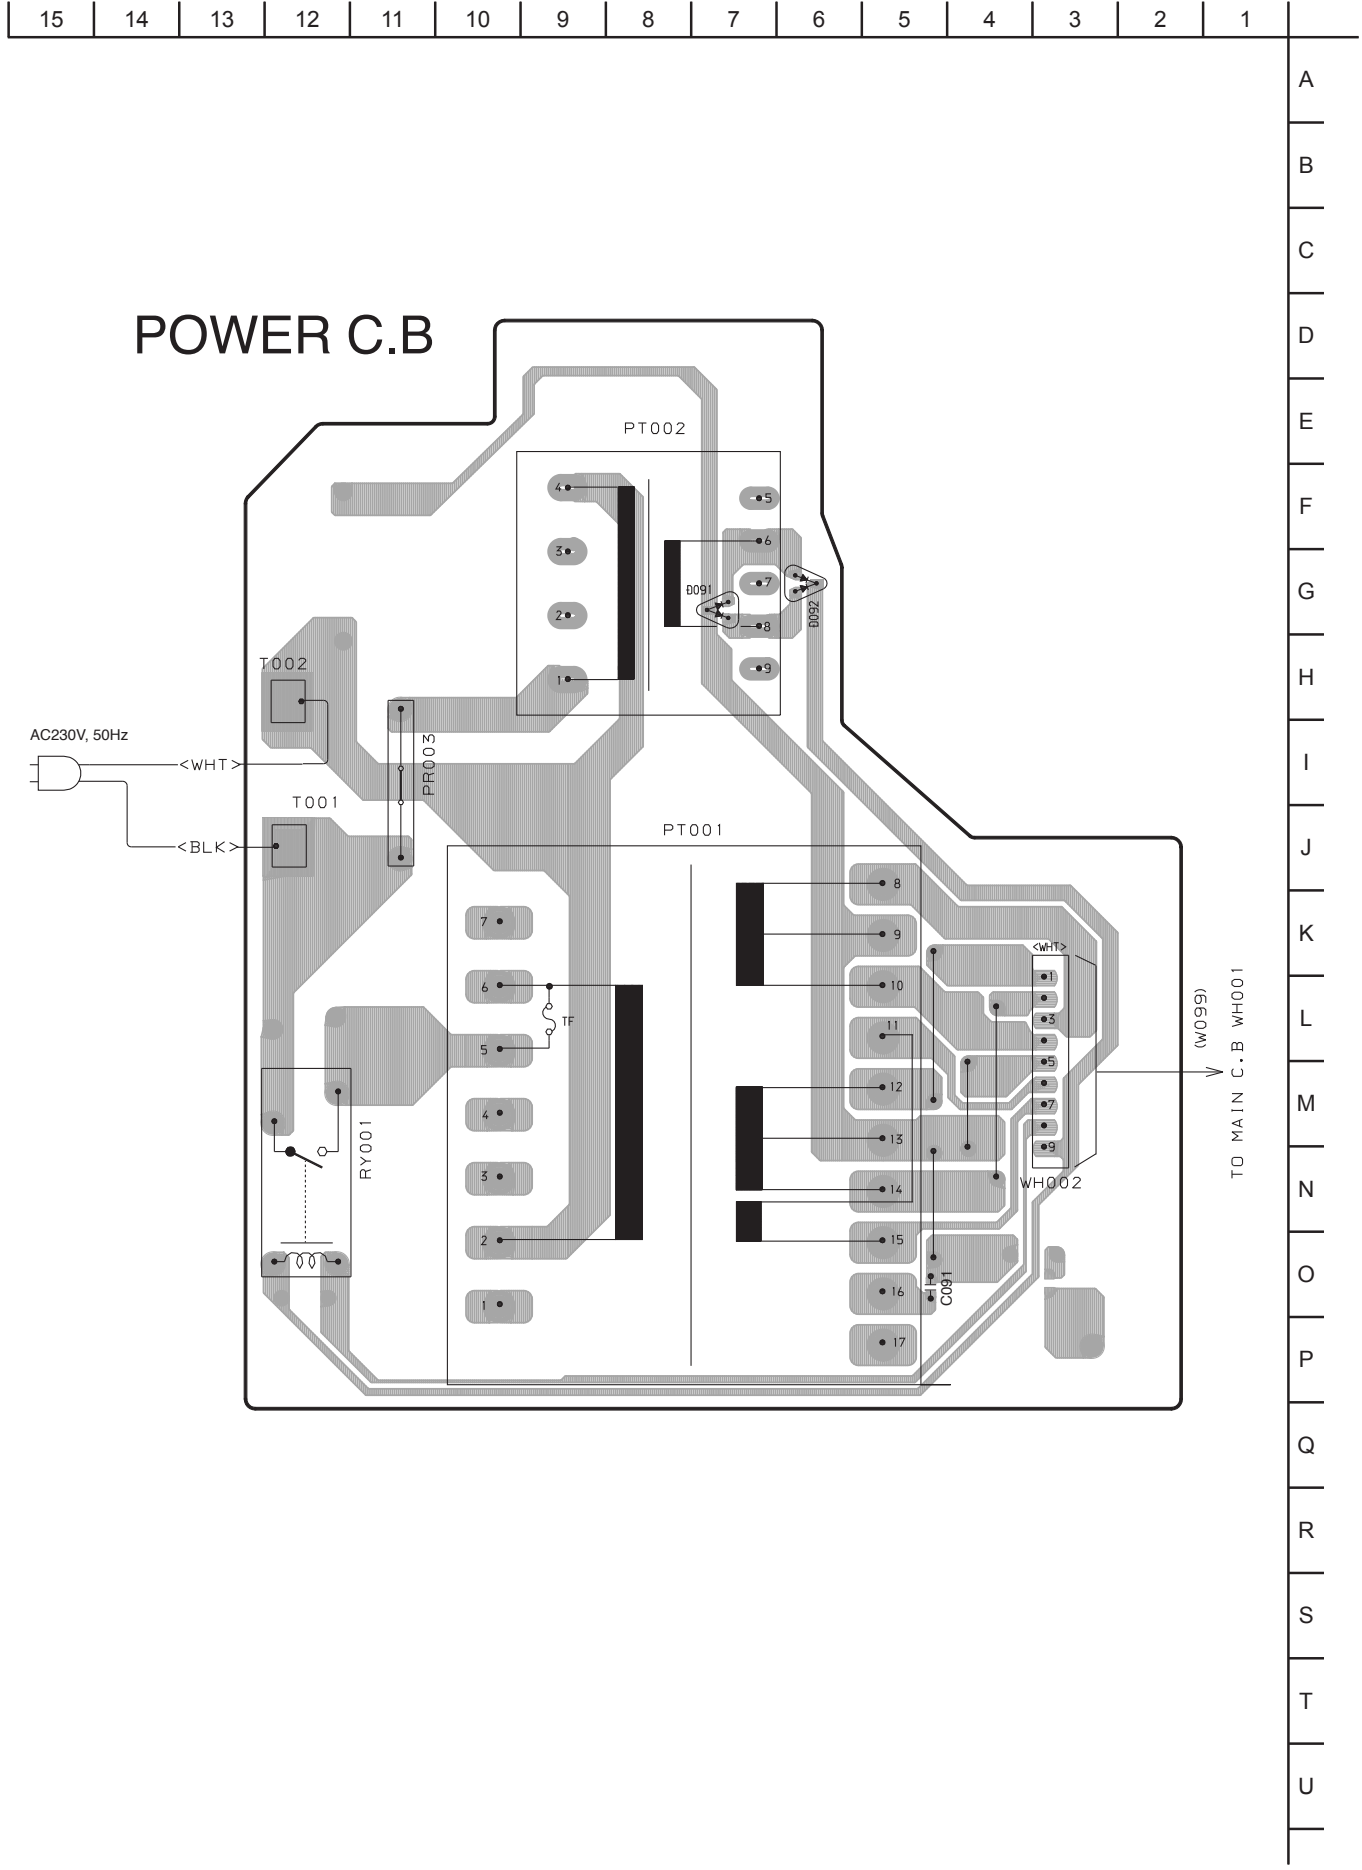 15 14 13 12 11 10 9 8 7 6 5 4 3 2 1
A
B
C
POWER C.B
D
E
PT002
4
5
F
6
3
7
G
D091
D092
2
8
T002
9
H
1
AC230V, 50Hz
<WHT>
PR003
I
T001
PT001
<BLK>
J
8
7
9
K
<WHT>
1
6
10
TF
11
3
L
5
5
(W099)
TO MAIN C.B WH001
12
4
7
M
RY001
13
9
3
14
WH002
N
2
15
O
16
C091
1
17
P
Q
R
S
T
U